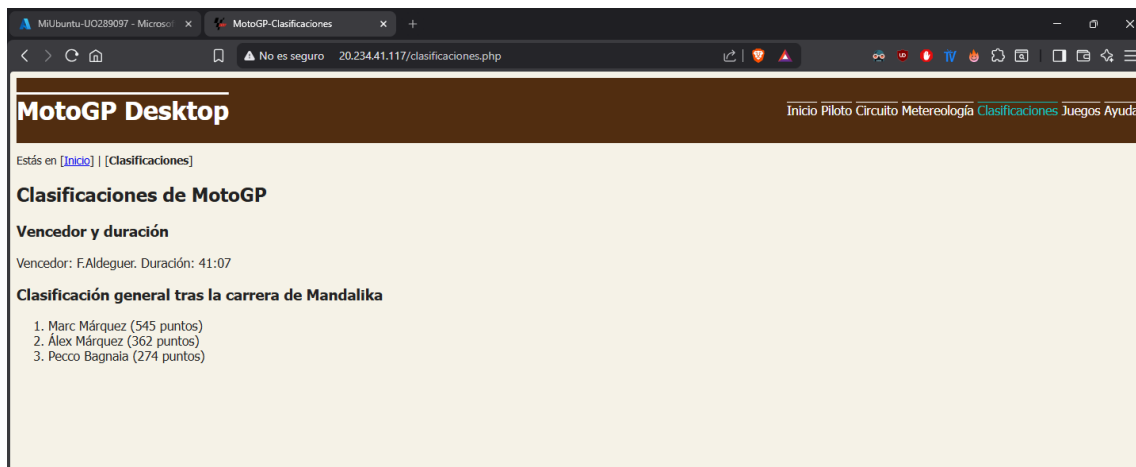 MiUbuntu-UO289097 - Microsof
MotoGP-Clasificaciones
No es seguro 20.234.41.117/clasificaciones.php
MotoGP Desktop
Inicio Piloto Circuito Metereología Clasificaciones Juegos Ayuda
Estás en [Inicio] | [Clasificaciones]
Clasificaciones de MotoGP
Vencedor y duración
Vencedor: F.Aldeguer. Duración: 41:07
Clasificación general tras la carrera de Mandalika
1. Marc Márquez (545 puntos)
2. Álex Márquez (362 puntos)
3. Pecco Bagnaia (274 puntos)